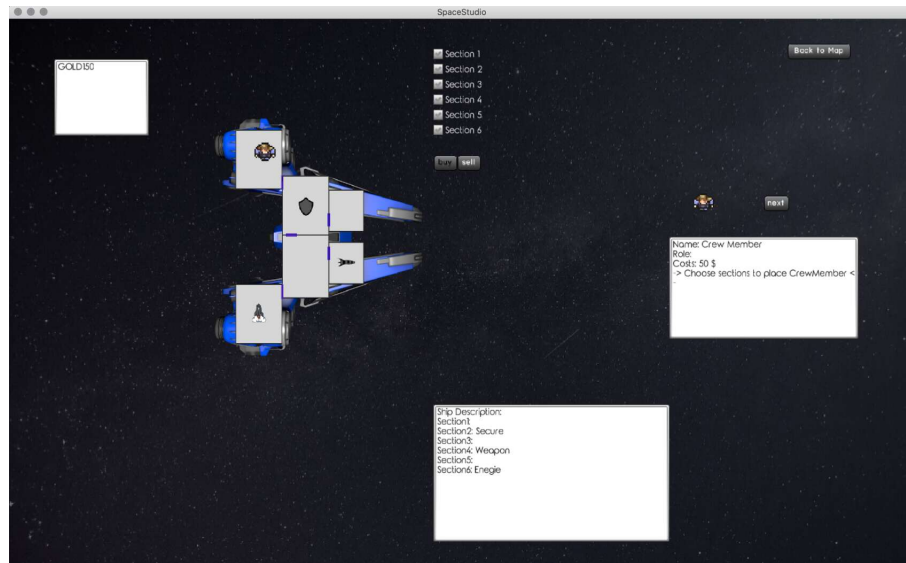 SpaceStudio
GOLD150
Section 1
Section 2
Section 3
Section 4
Section 5
Section 6
buy sell
Back to Map
next
Name: Crew Member
Role:
Costs: 50 $
-> Choose sections to place CrewMember <
Ship Description:
Section1:
Section2: Secure
Section3:
Section4: Weapon
Section5:
Section6: Enegie